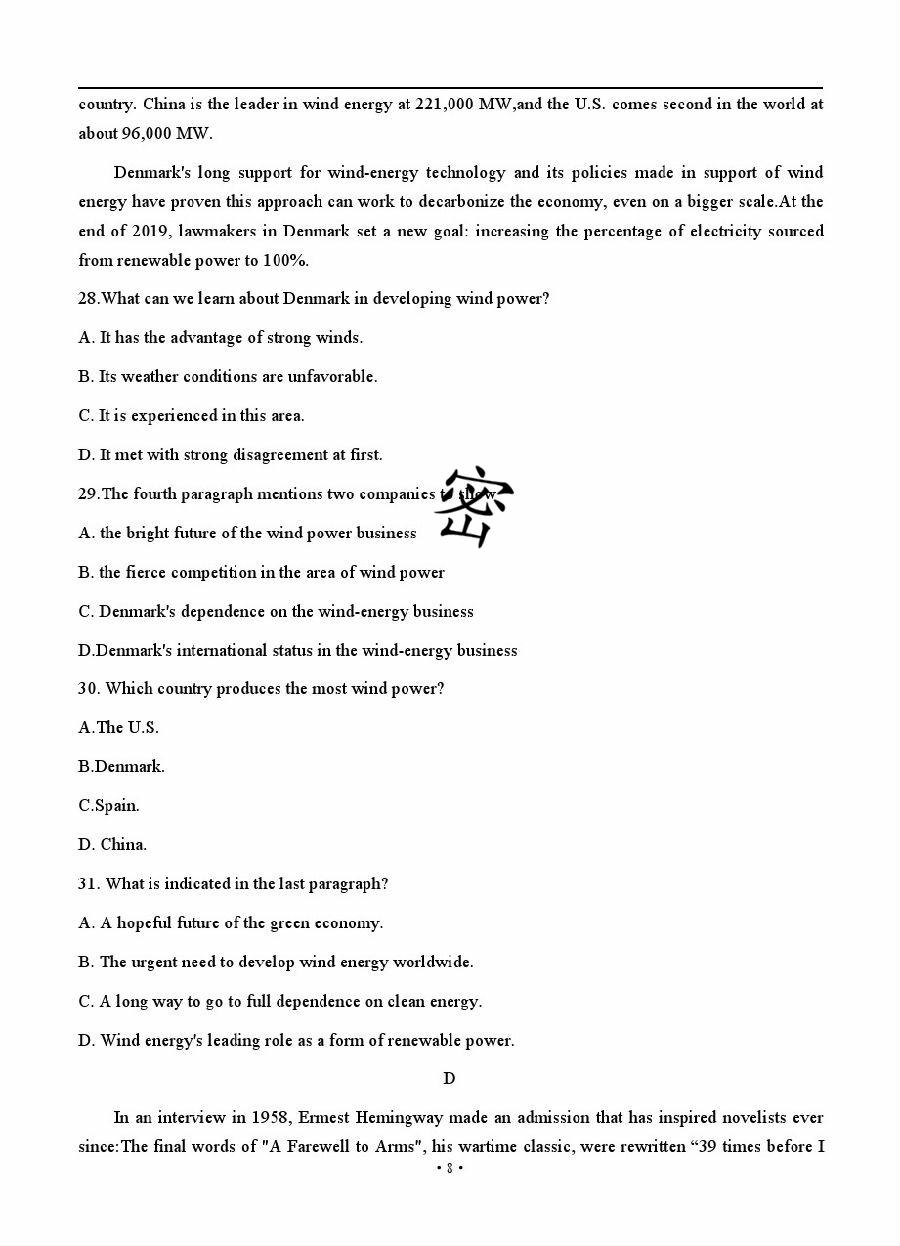 country. China is the leader in wind energy at 221,000 MW,and the U.S. comes second in the world at
about 96,000 MW.
Denmark's long support for wind-energy technology and its policies made in support of wind
energy have proven this approach can work to decarbonize the economy, even on a bigger scale.At the
end of 2019, lawmakers in Denmark set a new goal: increasing the percentage of electricity sourced
from renewable power to 100%.
28.What can we learn about Denmark in developing wind power?
A. It has the advantage of strong winds.
B. Its weather conditions are unfavorable.
C. It is experienced in this area.
D. It met with strong disagreement at first.
29.The fourth paragraph mentions two companies to show
密
A. the bright future of the wind power business
B. the fierce competition in the area of wind power
C. Denmark's dependence on the wind-energy business
D.Denmark's international status in the wind-energy business
30. Which country produces the most wind power?
A.The U.S.
B.Denmark.
C.Spain.
D. China.
31. What is indicated in the last paragraph?
A. A hopeful future of the green economy.
B. The urgent need to develop wind energy worldwide.
C. A long way to go to full dependence on clean energy.
D. Wind energy's leading role as a form of renewable power.
D
In an interview in 1958, Ermest Hemingway made an admission that has inspired novelists ever
since:The final words of "A Farewell to Arms", his wartime classic, were rewritten “39 times before I
• 8 •